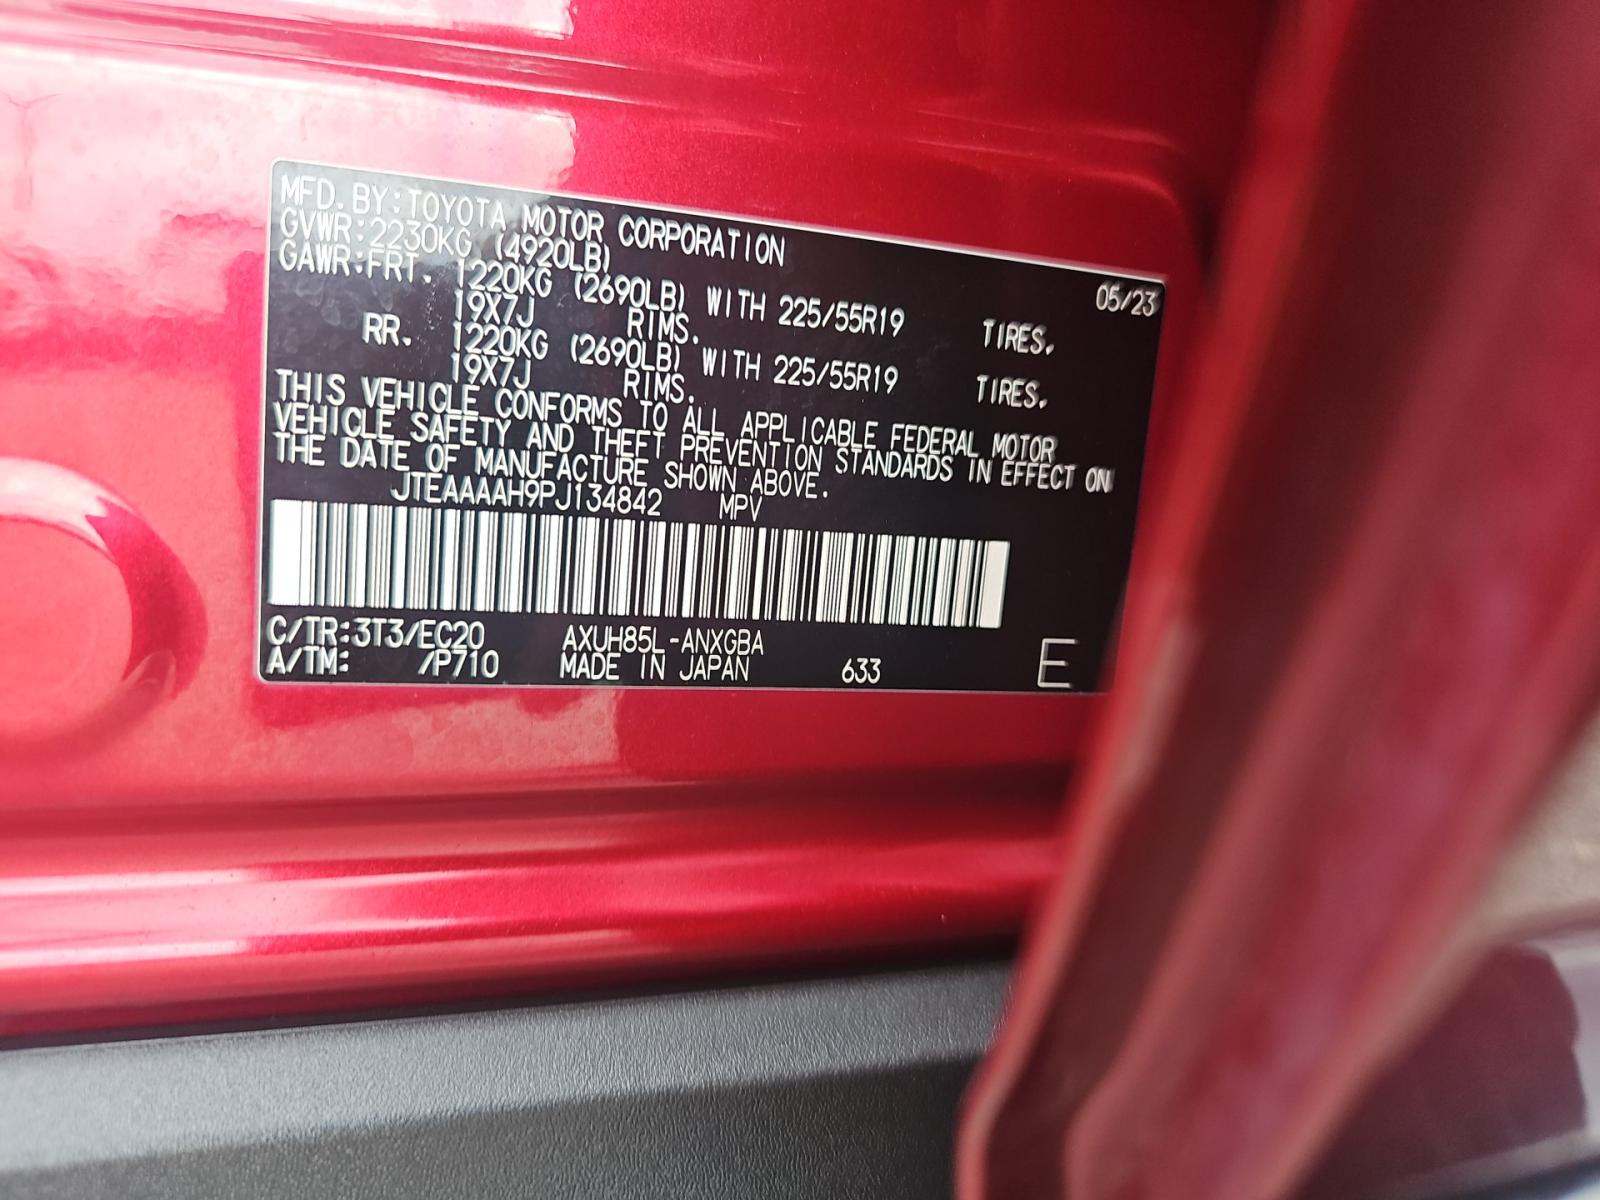 MFD. BY: TOYOTA MOTOR CORPORATION 05/23
GVWR: 2230KG (4920LB)
GAWR: FRT. 1220KG (2690LB) WITH 225/55R19 TIRES.
19X7J RIMS.
RR. 1220KG (2690LB) WITH 225/55R19 TIRES.
19X7J RIMS.
THIS VEHICLE CONFORMS TO ALL APPLICABLE FEDERAL MOTOR
VEHICLE SAFETY AND THEFT PREVENTION STANDARDS IN EFFECT ON
THE DATE OF MANUFACTURE SHOWN ABOVE.
JTEAAAAH9PJ134842 MPV
C/TR: 3T3/EC20 AXUH85L-ANXGBA
A/TM: /P710 MADE IN JAPAN 633 E